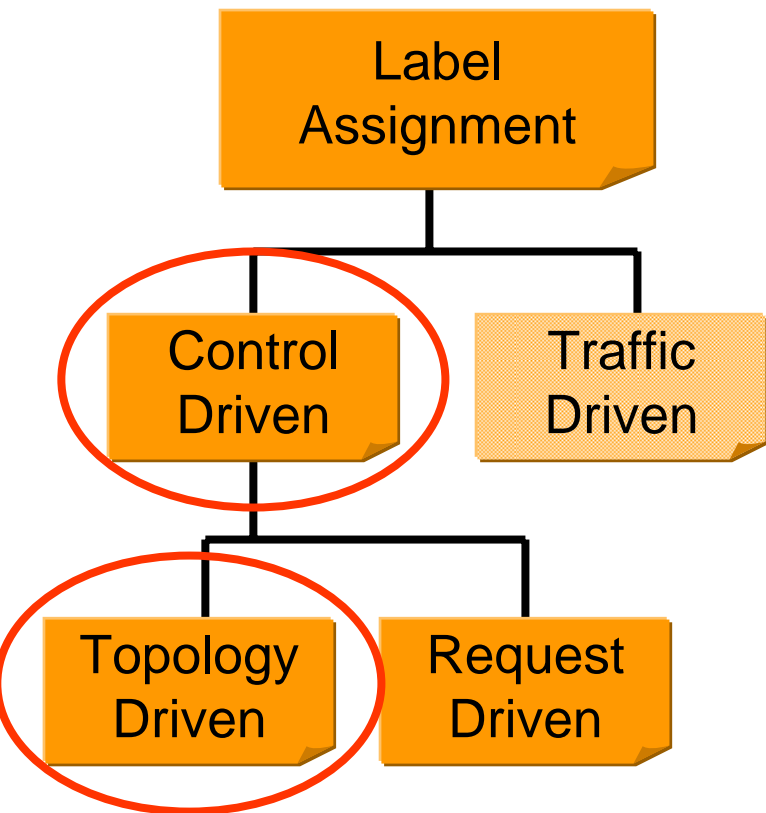 Label
Assignment
Control
Driven
Traffic
Driven
Topology
Driven
Request
Driven